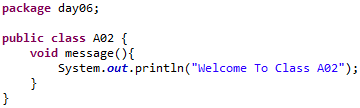 package day06;
public class A02 {
void message(){
System.out.println("Welcome To Class A02");
}
}